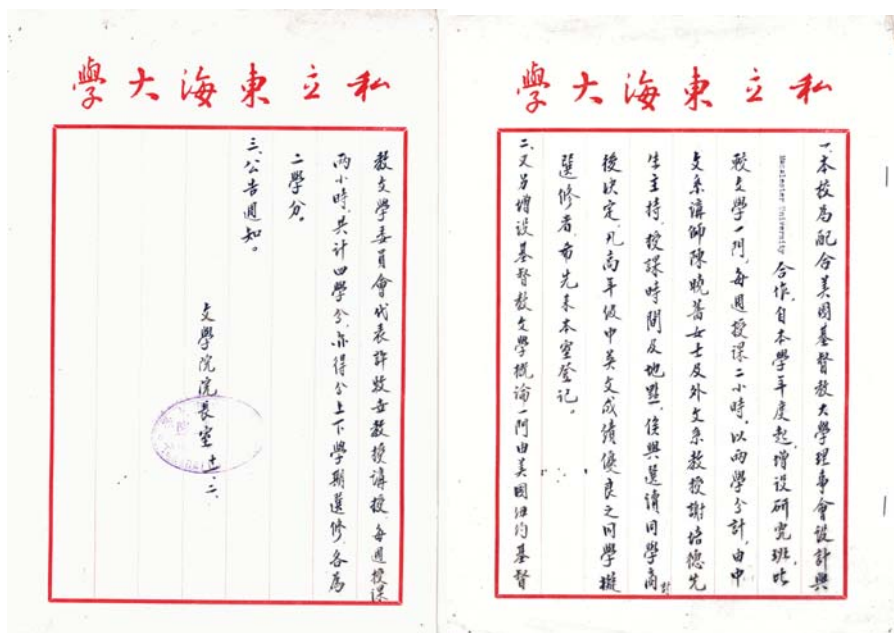 私立東海大學
一、本校為配合美國基督教大學理事會設計與
University 合作，自本學年度起，增設研究班比
較文學一門，每週授課二小時，以兩學分計，由中
文系講師陳曉薔女士及外文系教授謝培德先
生主持，授課時間及地點，俟與選讀同學商討
後決定，凡高年級中英文成績優良之同學擬
選修者，希先來本室登記。
二、又另增設基督教文學概論一門由美國紐約基督
私立東海大學
教文學委員會代表許牧世教授講授，每週授課
兩小時，共計四學分，亦得分上下學期選修，各為
二學分。
三、公告週知。
文學院院長室 十一、二、